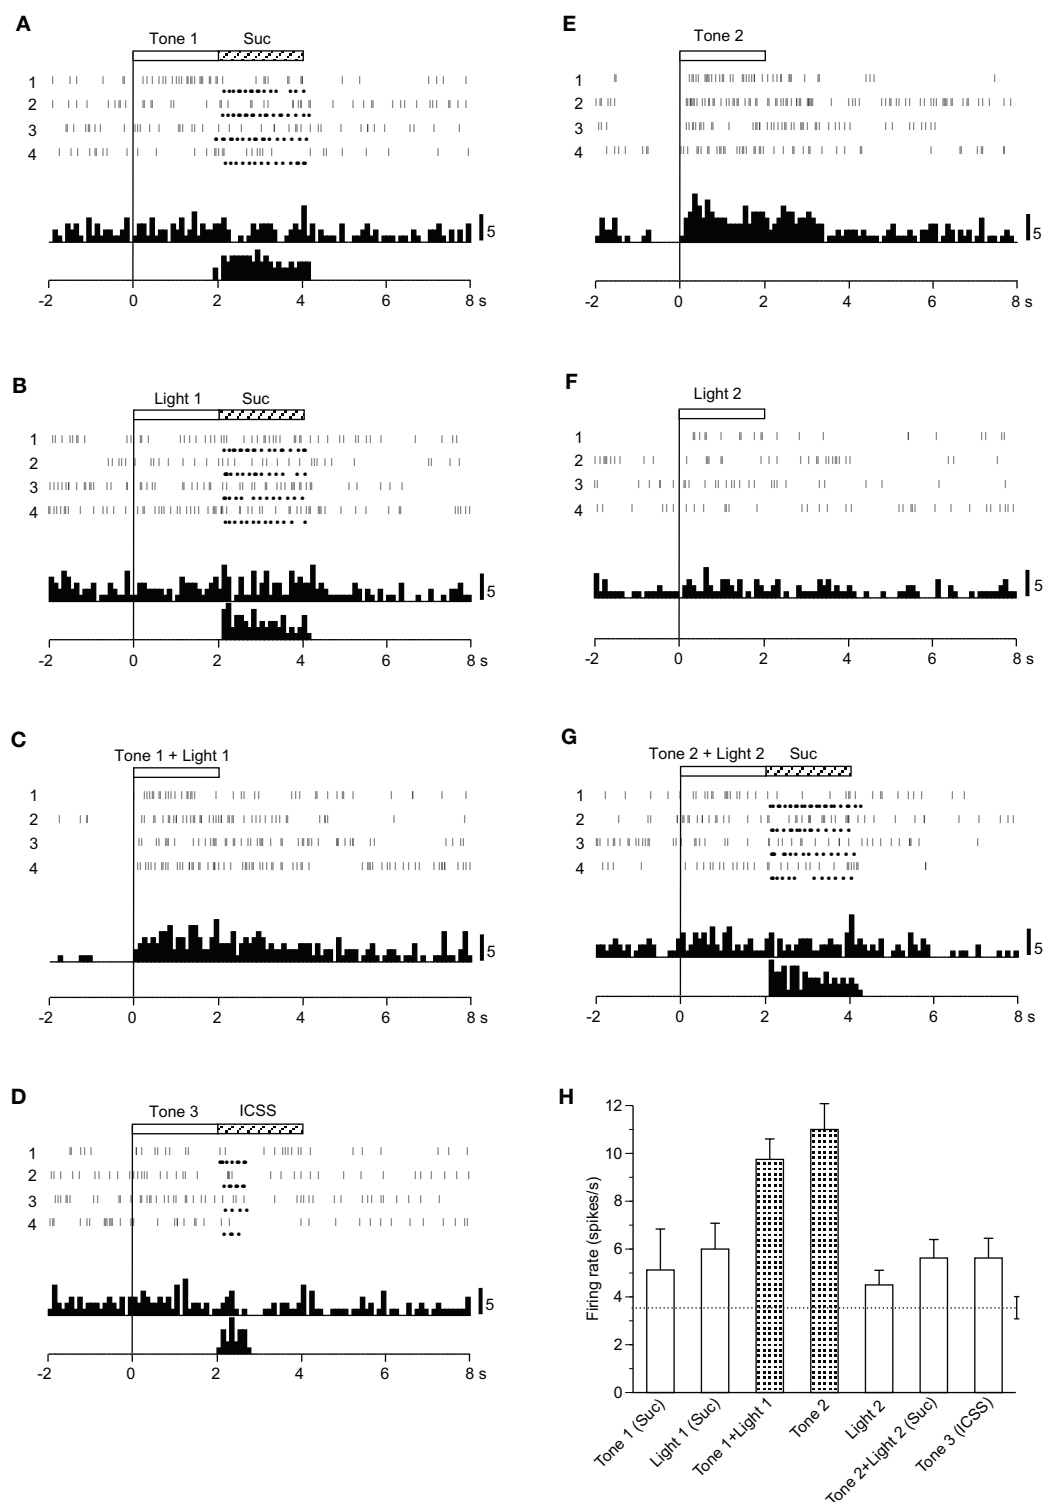 A
Tone 1 Suc
1
2
3
4
5
-2 0 2 4 6 8 s
B
Light 1 Suc
1
2
3
4
5
-2 0 2 4 6 8 s
C
Tone 1 + Light 1
1
2
3
4
5
-2 0 2 4 6 8 s
D
Tone 3 ICSS
1
2
3
4
5
-2 0 2 4 6 8 s
E
Tone 2
1
2
3
4
5
-2 0 2 4 6 8 s
F
Light 2
1
2
3
4
5
-2 0 2 4 6 8 s
G
Tone 2 + Light 2 Suc
1
2
3
4
5
-2 0 2 4 6 8 s
H
Firing rate (spikes/s)
12
10
8
6
4
2
0
Tone 1 (Suc)
Light 1 (Suc)
Tone 1+Light 1
Tone 2
Light 2
Tone 2+Light 2 (Suc)
Tone 3 (ICSS)